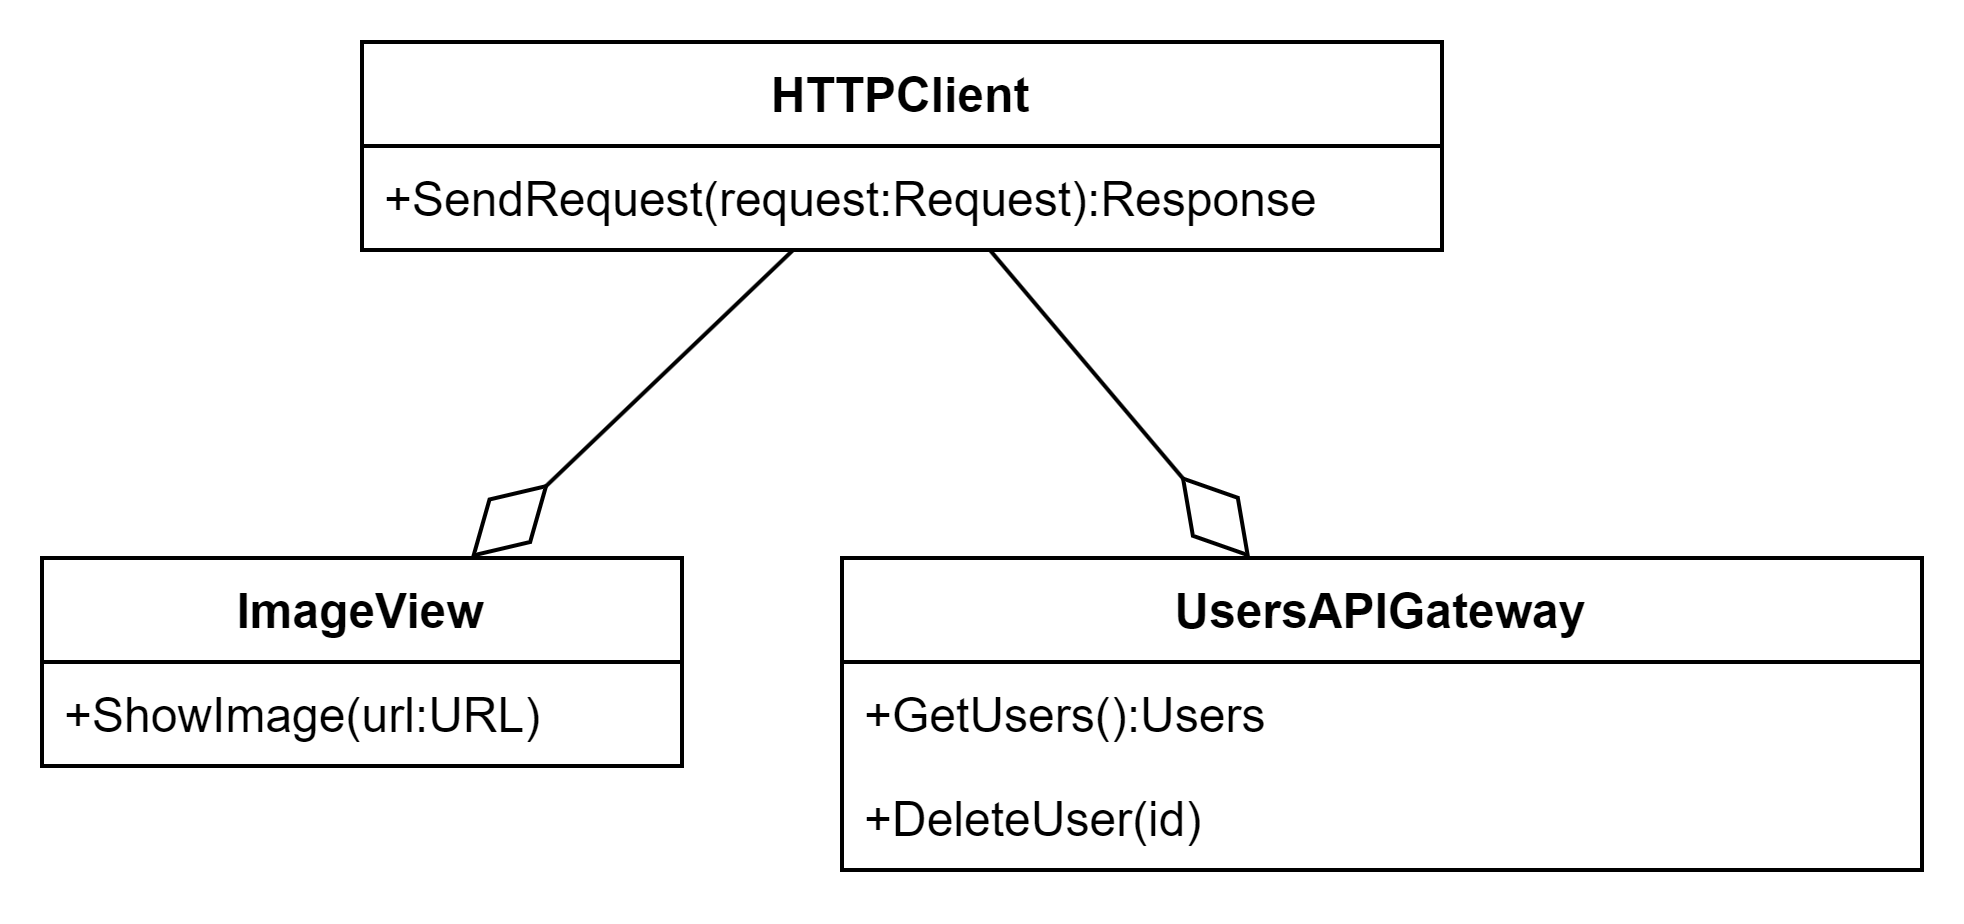 HTTPClient
+SendRequest(request:Request):Response
ImageView
+ShowImage(url:URL)
UsersAPIGateway
+GetUsers():Users
+DeleteUser(id)